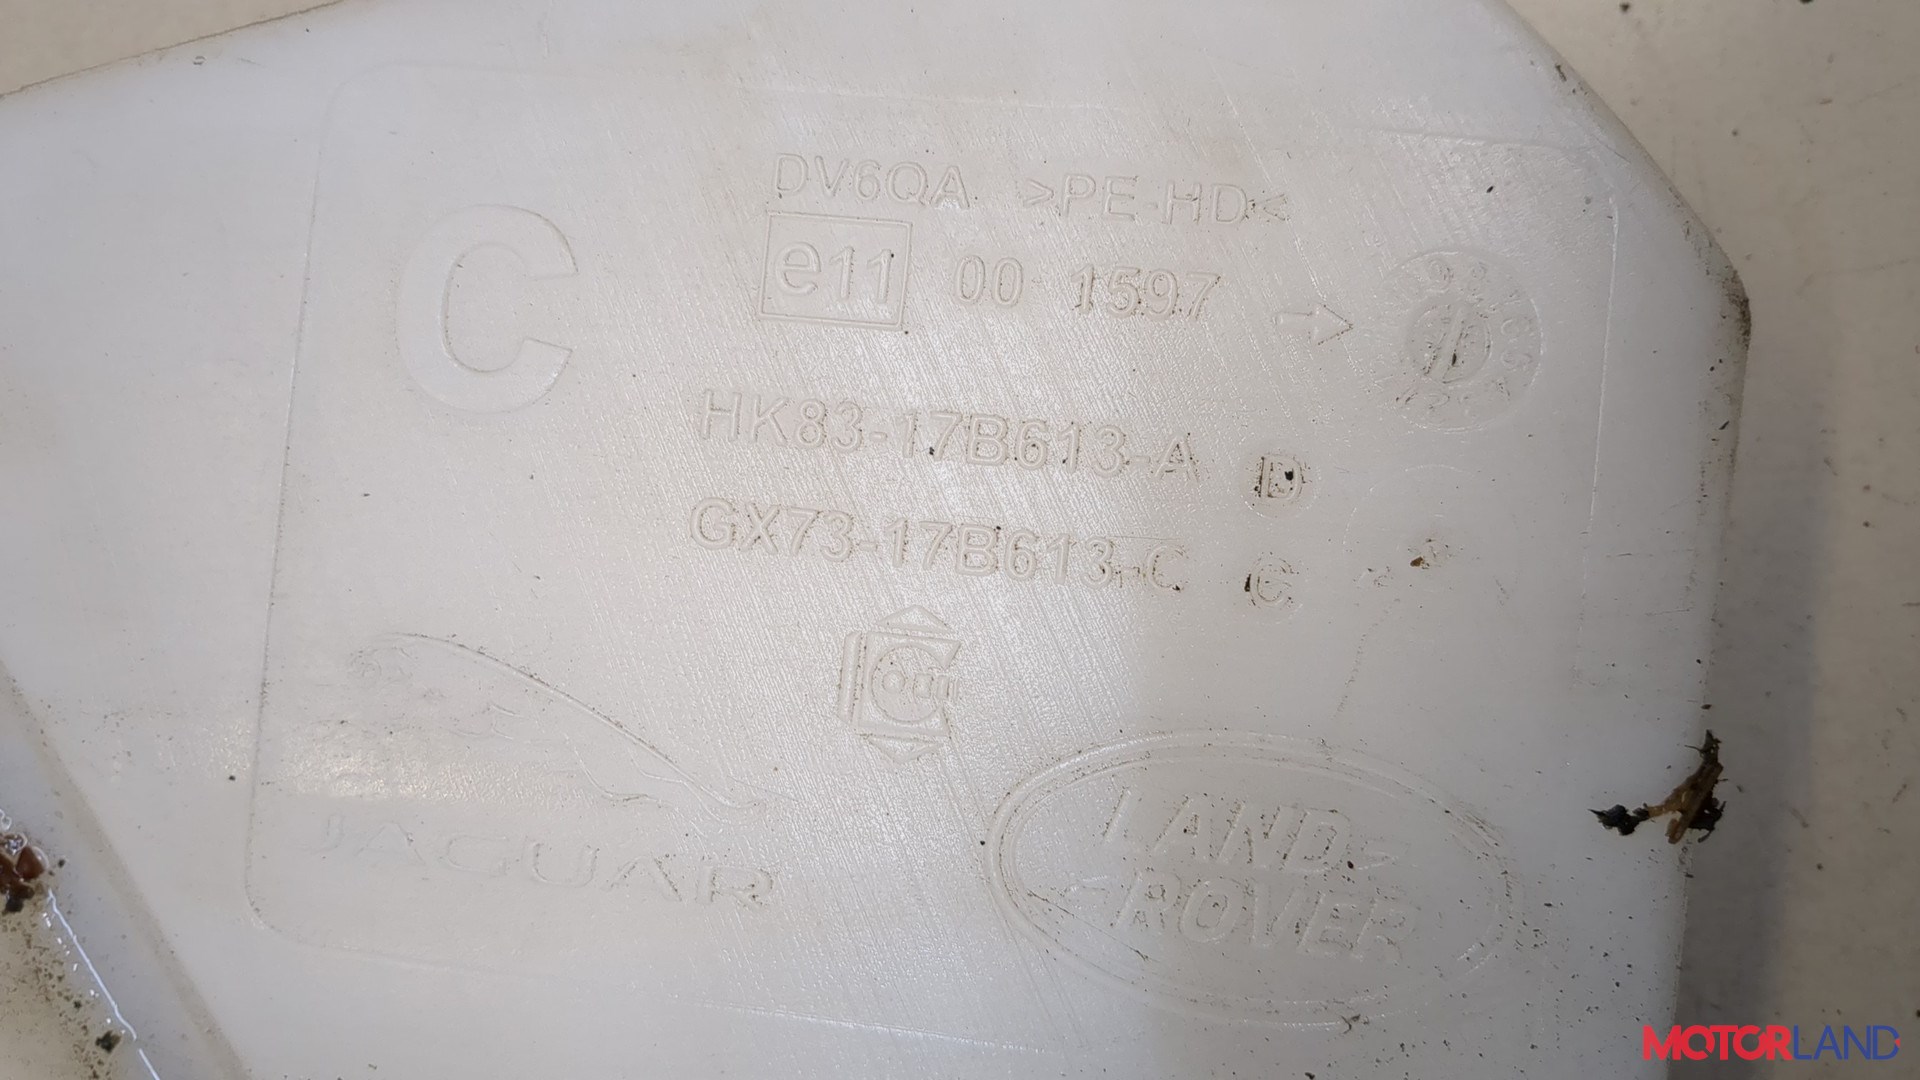 DV6QA >PE-HD<
C
e11 00 1597
HK83-17B613-A D
GX73-17B613-C C
JAGUAR
LAND
ROVER
MOTORLAND